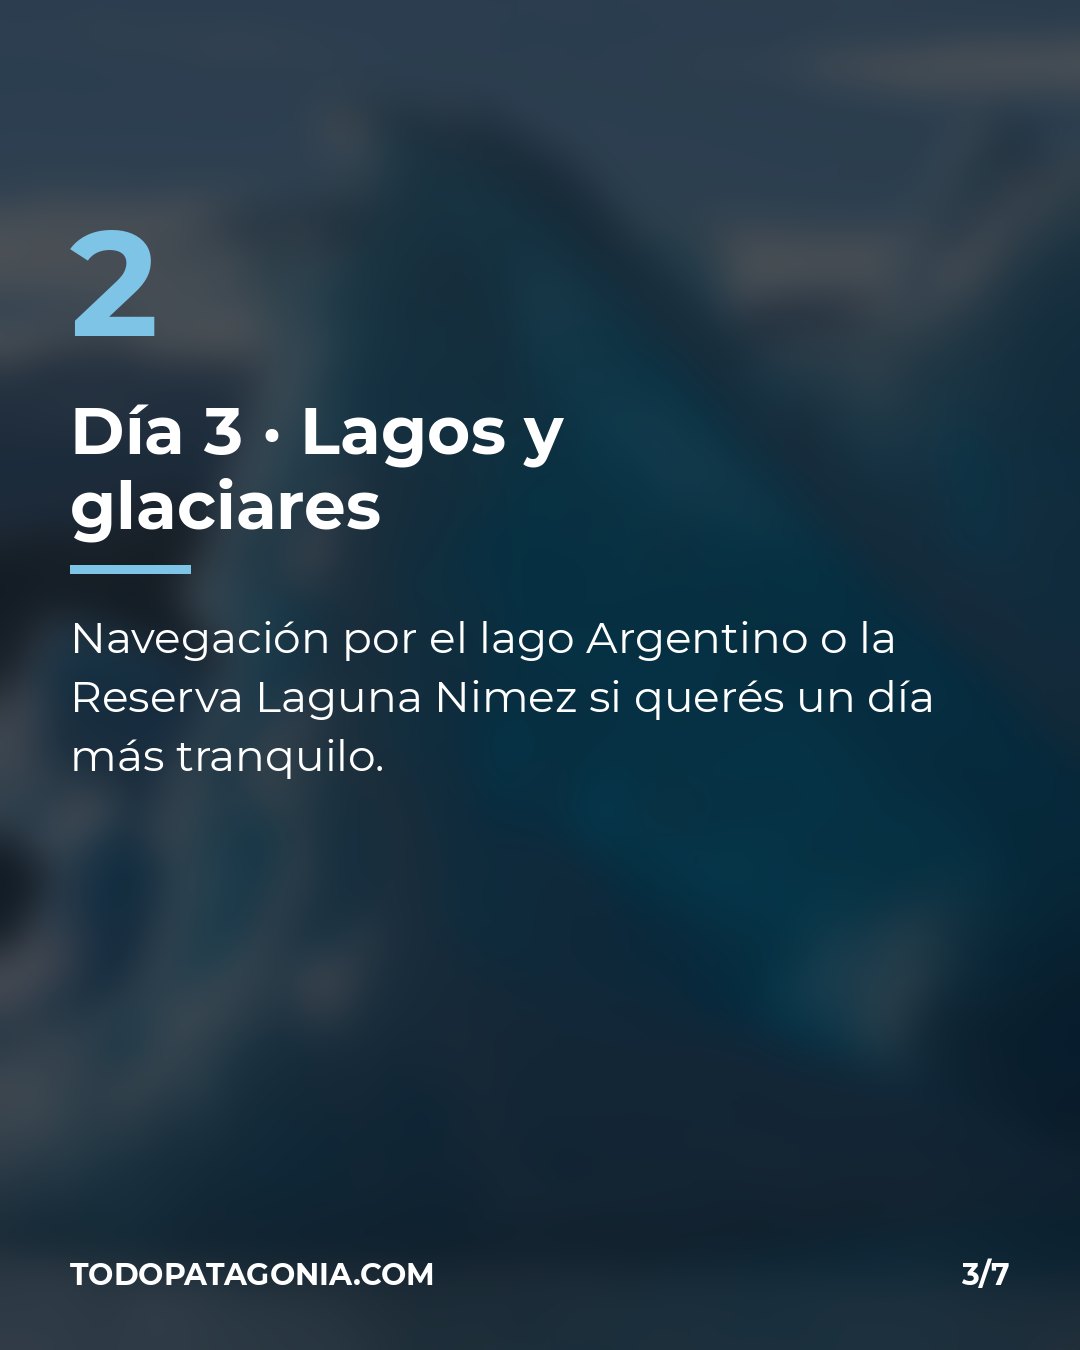 2
Día 3 · Lagos y
glaciares
Navegación por el lago Argentino o la
Reserva Laguna Nimez si querés un día
más tranquilo.
TODOPATAGONIA.COM
3/7